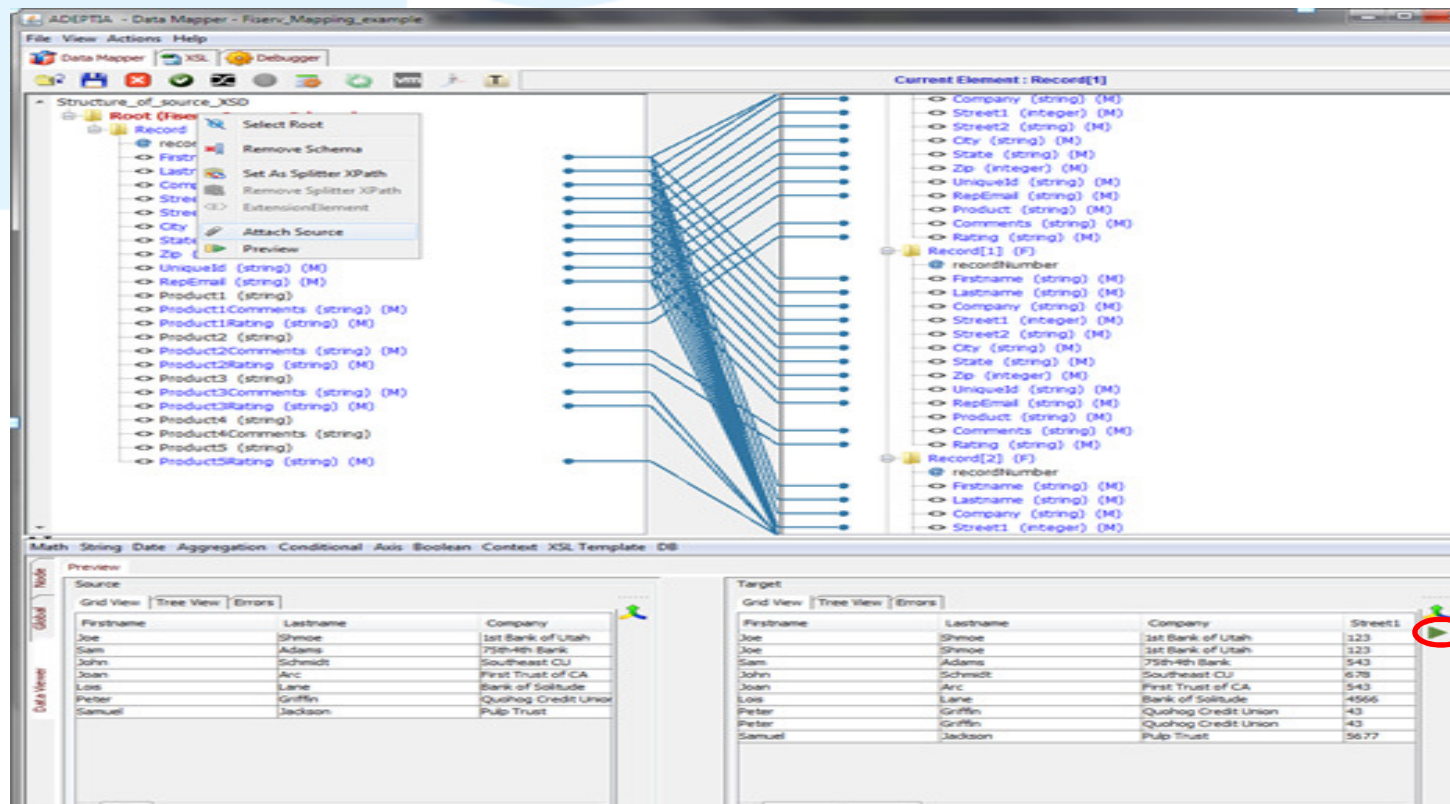 ADEPTIA - Data Mapper - Fiserv_Mapping_example
File View Actions Help
Data Mapper XSL Debugger
Current Element : Record[1]
Structure_of_source_XSD
Root
Record
Select Root
Remove Schema
Set As Splitter XPath
Remove Splitter XPath
ExtensionElement
Attach Source
Preview
City
Zip
UniqueId (string) (M)
RepEmail (string) (M)
Product1 (string)
Product1Comments (string) (M)
Product1Rating (string) (M)
Product2 (string)
Product2Comments (string) (M)
Product2Rating (string) (M)
Product3 (string)
Product3Comments (string) (M)
Product3Rating (string) (M)
Product4 (string)
Product4Comments (string)
Product5 (string)
Product5Rating (string) (M)
Company (string) (M)
Street1 (integer) (M)
Street2 (string) (M)
City (string) (M)
State (string) (M)
Zip (integer) (M)
UniqueId (string) (M)
RepEmail (string) (M)
Product (string) (M)
Comments (string) (M)
Rating (string) (M)
Record[1] (F)
recordNumber
Firstname (string) (M)
Lastname (string) (M)
Company (string) (M)
Street1 (integer) (M)
Street2 (string) (M)
City (string) (M)
State (string) (M)
Zip (integer) (M)
UniqueId (string) (M)
RepEmail (string) (M)
Product (string) (M)
Comments (string) (M)
Rating (string) (M)
Record[2] (F)
recordNumber
Firstname (string) (M)
Lastname (string) (M)
Company (string) (M)
Street1 (integer) (M)
Math String Date Aggregation Conditional Axis Boolean Context XSL Template DB
Node
Global
Data Viewer
Preview
Source
Grid View Tree View Errors
Firstname Lastname Company
Joe Shmoe 1st Bank of Utah
Sam Adams 75th-4th Bank
John Schmidt Southeast CU
Joan Arc First Trust of CA
Lois Lane Bank of Solitude
Peter Griffin Quohog Credit Union
Samuel Jackson Pulp Trust
Target
Grid View Tree View Errors
Firstname Lastname Company Street1
Joe Shmoe 1st Bank of Utah 123
Joe Shmoe 1st Bank of Utah 123
Sam Adams 75th-4th Bank 543
John Schmidt Southeast CU 678
Joan Arc First Trust of CA 543
Lois Lane Bank of Solitude 4566
Peter Griffin Quohog Credit Union 43
Peter Griffin Quohog Credit Union 43
Samuel Jackson Pulp Trust 5677